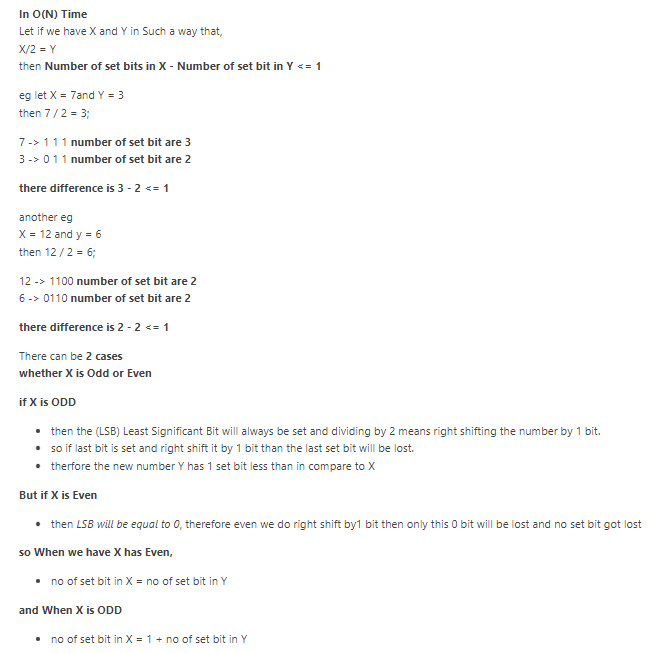 In O(N) Time
Let if we have X and Y in Such a way that,
X/2 = Y
then Number of set bits in X - Number of set bit in Y <= 1
eg let X = 7and Y = 3
then 7 / 2 = 3;
7 -> 1 1 1 number of set bit are 3
3 -> 0 1 1 number of set bit are 2
there difference is 3 - 2 <= 1
another eg
X = 12 and y = 6
then 12 / 2 = 6;
12 -> 1100 number of set bit are 2
6 -> 0110 number of set bit are 2
there difference is 2 - 2 <= 1
There can be 2 cases
whether X is Odd or Even
if X is ODD
• then the (LSB) Least Significant Bit will always be set and dividing by 2 means right shifting the number by 1 bit.
• so if last bit is set and right shift it by 1 bit than the last set bit will be lost.
• therfore the new number Y has 1 set bit less than in compare to X
But if X is Even
• then LSB will be equal to 0, therefore even we do right shift by1 bit then only this 0 bit will be lost and no set bit got lost
so When we have X has Even,
• no of set bit in X = no of set bit in Y
and When X is ODD
• no of set bit in X = 1 + no of set bit in Y